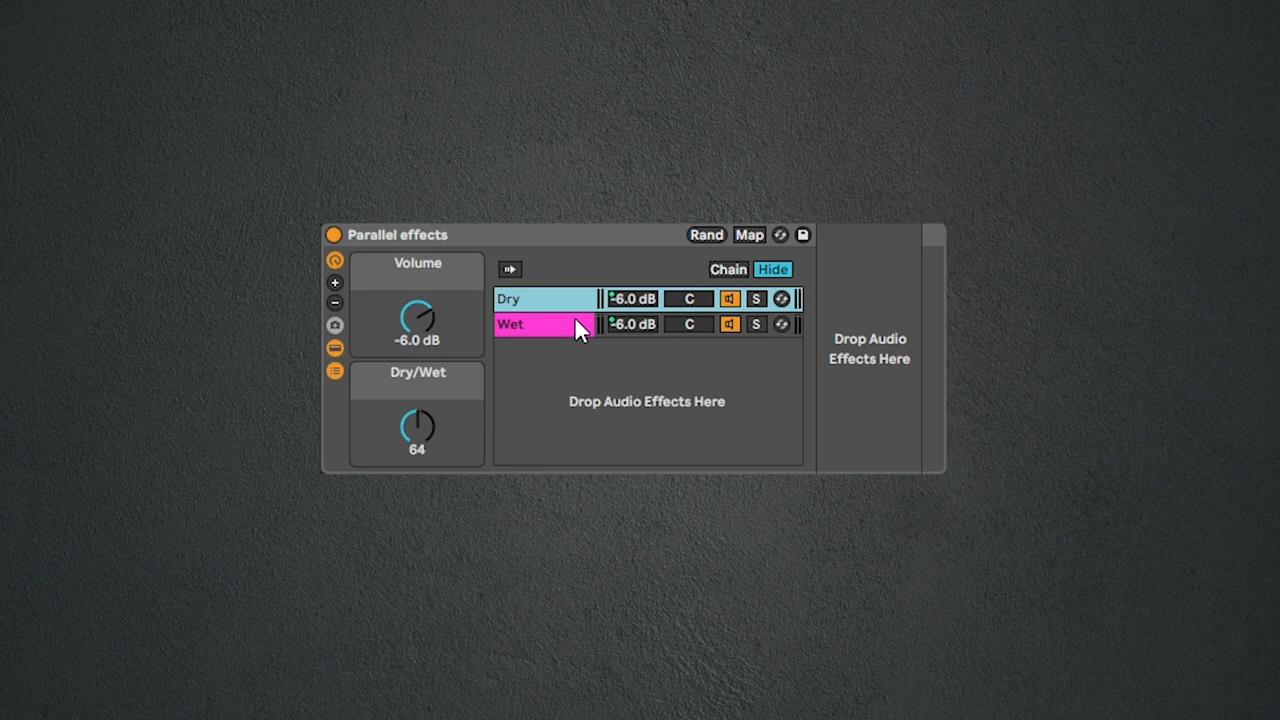 Parallel effects
Rand
Map
Volume
-6.0 dB
Dry/Wet
64
Chain
Hide
Dry
-6.0 dB
C
S
Wet
-6.0 dB
C
S
Drop Audio Effects Here
Drop Audio
Effects Here